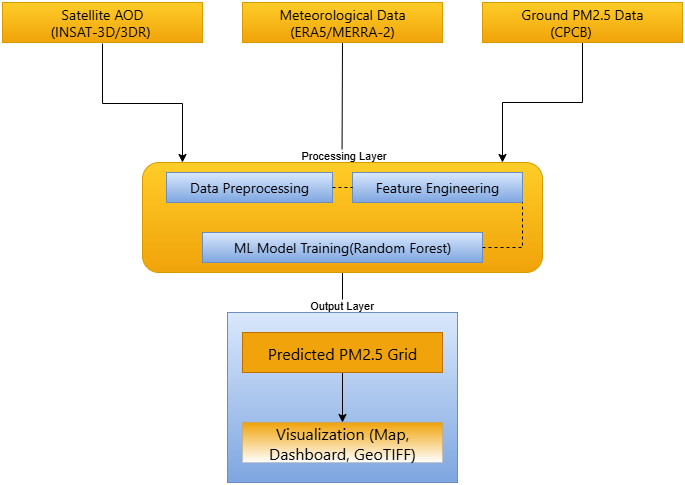 Satellite AOD
(INSAT-3D/3DR)
Meteorological Data
(ERA5/MERRA-2)
Ground PM2.5 Data
(CPCB)
Processing Layer
Data Preprocessing
Feature Engineering
ML Model Training(Random Forest)
Output Layer
Predicted PM2.5 Grid
Visualization (Map,
Dashboard, GeoTIFF)